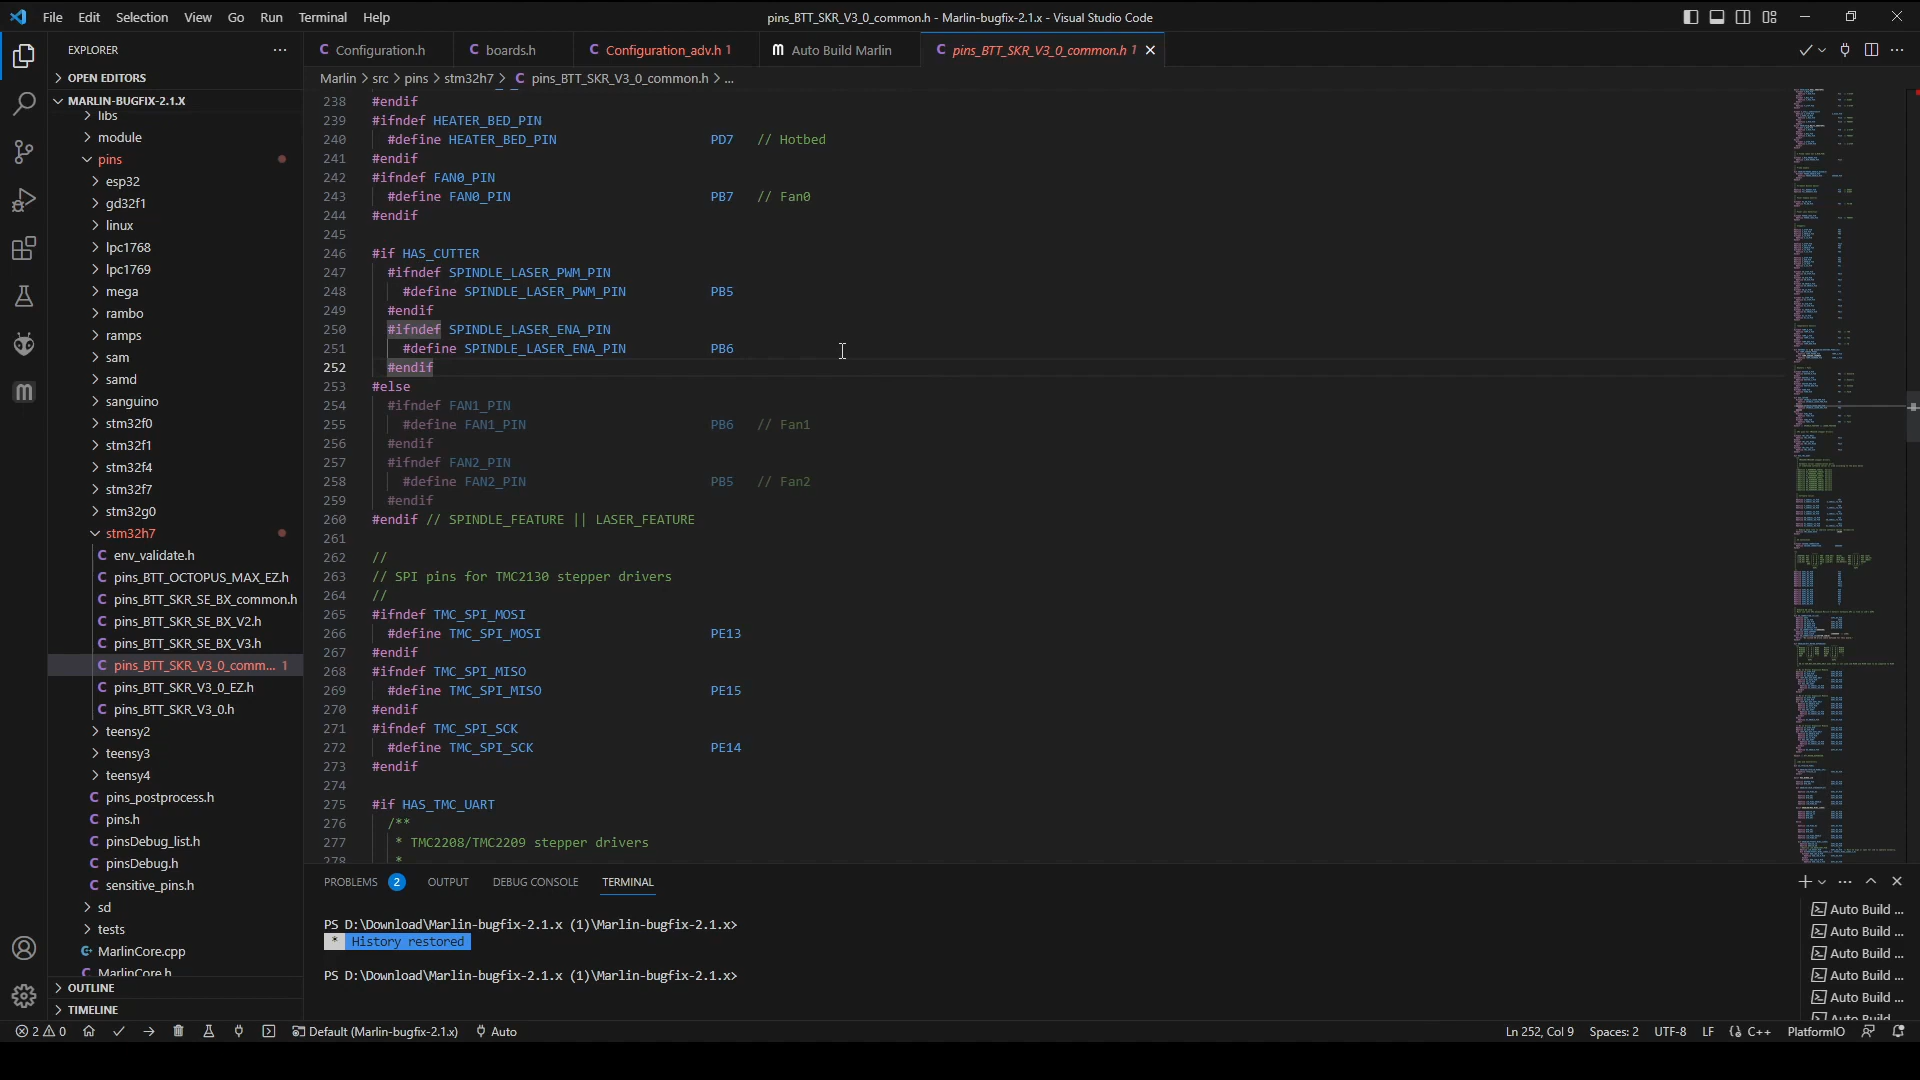 File Edit Selection View Go Run Terminal Help
pins_BTT_SKR_V3_0_common.h - Marlin-bugfix-2.1.x - Visual Studio Code
EXPLORER
Configuration.h
boards.h
Configuration_adv.h 1
Auto Build Marlin
pins_BTT_SKR_V3_0_common.h 1
OPEN EDITORS
Marlin > src > pins > stm32h7 > C pins_BTT_SKR_V3_0_common.h > ...
MARLIN-BUGFIX-2.1.X
libs
module
pins
esp32
gd32f1
linux
lpc1768
lpc1769
mega
rambo
ramps
sam
samd
sanguino
stm32f0
stm32f1
stm32f4
stm32f7
stm32g0
stm32h7
env_validate.h
pins_BTT_OCTOPUS_MAX_EZ.h
pins_BTT_SKR_SE_BX_common.h
pins_BTT_SKR_SE_BX_V2.h
pins_BTT_SKR_SE_BX_V3.h
pins_BTT_SKR_V3_0_comm... 1
pins_BTT_SKR_V3_0_EZ.h
pins_BTT_SKR_V3_0.h
teensy2
teensy3
teensy4
pins_postprocess.h
pins.h
pinsDebug_list.h
pinsDebug.h
sensitive_pins.h
sd
tests
MarlinCore.cpp
MarlinCore.h
OUTLINE
TIMELINE
238 #endif
239 #ifndef HEATER_BED_PIN
240 #define HEATER_BED_PIN PD7 // Hotbed
241 #endif
242 #ifndef FAN0_PIN
243 #define FAN0_PIN PB7 // Fan0
244 #endif
245
246 #if HAS_CUTTER
247 #ifndef SPINDLE_LASER_PWM_PIN
248 #define SPINDLE_LASER_PWM_PIN PB5
249 #endif
250 #ifndef SPINDLE_LASER_ENA_PIN
251 #define SPINDLE_LASER_ENA_PIN PB6
252 #endif
253 #else
254 #ifndef FAN1_PIN
255 #define FAN1_PIN PB6 // Fan1
256 #endif
257 #ifndef FAN2_PIN
258 #define FAN2_PIN PB5 // Fan2
259 #endif
260 #endif // SPINDLE_FEATURE || LASER_FEATURE
261
262 //
263 // SPI pins for TMC2130 stepper drivers
264 //
265 #ifndef TMC_SPI_MOSI
266 #define TMC_SPI_MOSI PE13
267 #endif
268 #ifndef TMC_SPI_MISO
269 #define TMC_SPI_MISO PE15
270 #endif
271 #ifndef TMC_SPI_SCK
272 #define TMC_SPI_SCK PE14
273 #endif
274
275 #if HAS_TMC_UART
276 /**
277 * TMC2208/TMC2209 stepper drivers
278 *
PROBLEMS 2 OUTPUT DEBUG CONSOLE TERMINAL
PS D:\Download\Marlin-bugfix-2.1.x (1)\Marlin-bugfix-2.1.x>
* History restored
PS D:\Download\Marlin-bugfix-2.1.x (1)\Marlin-bugfix-2.1.x>
Auto Build ...
Auto Build ...
Auto Build ...
Auto Build ...
Auto Build ...
Auto Build
2 0 Default (Marlin-bugfix-2.1.x) Auto
Ln 252, Col 9 Spaces: 2 UTF-8 LF C++ PlatformIO